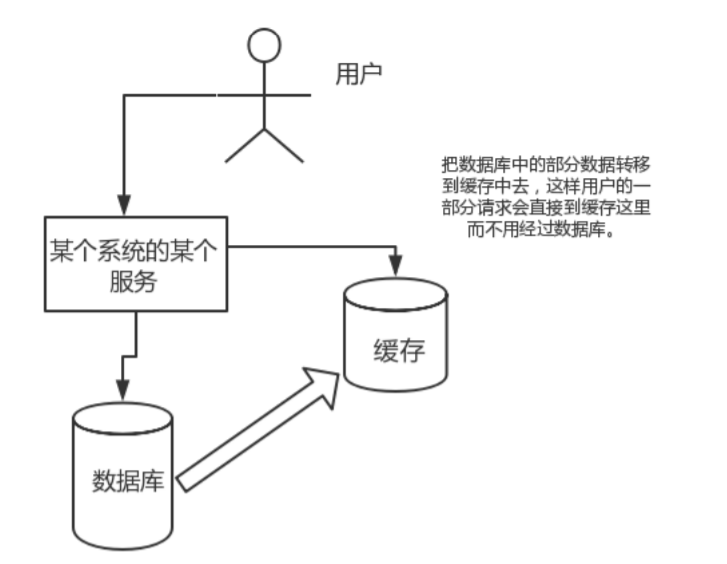 用户
把数据库中的部分数据转移
到缓存中去，这样用户的一
部分请求会直接到缓存这里
而不用经过数据库。
某个系统的某个
服务
缓存
数据库